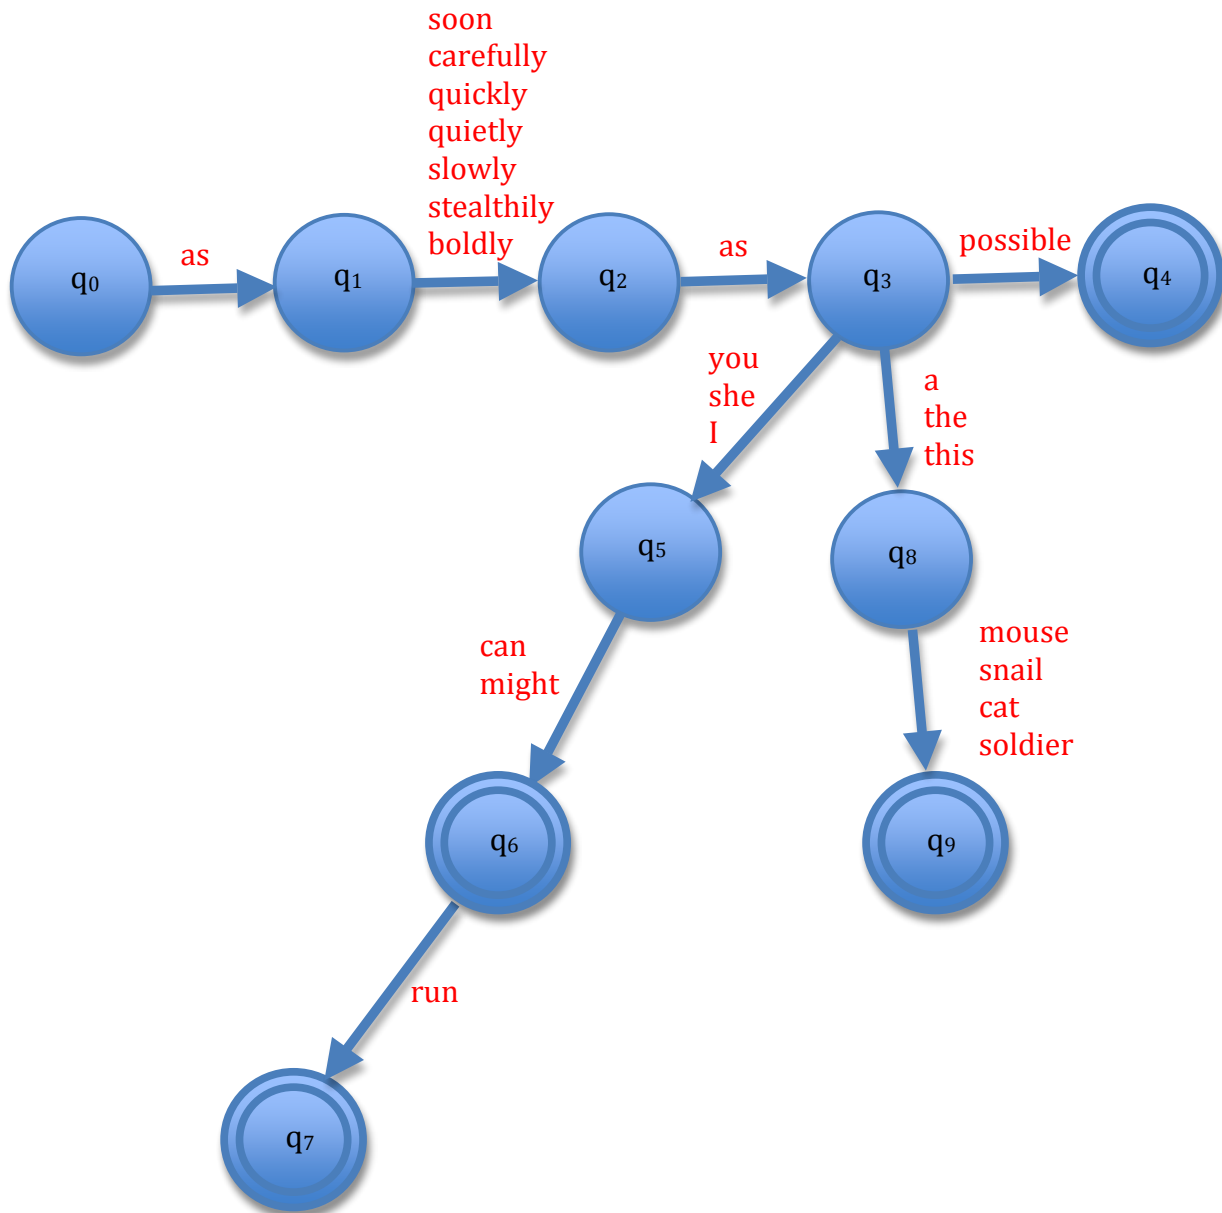 soon
carefully
quickly
quietly
slowly
stealthily
boldly
as
as
possible
q0
q1
q2
q3
q4
you
she
I
a
the
this
q5
q8
can
might
mouse
snail
cat
soldier
q6
q9
run
q7